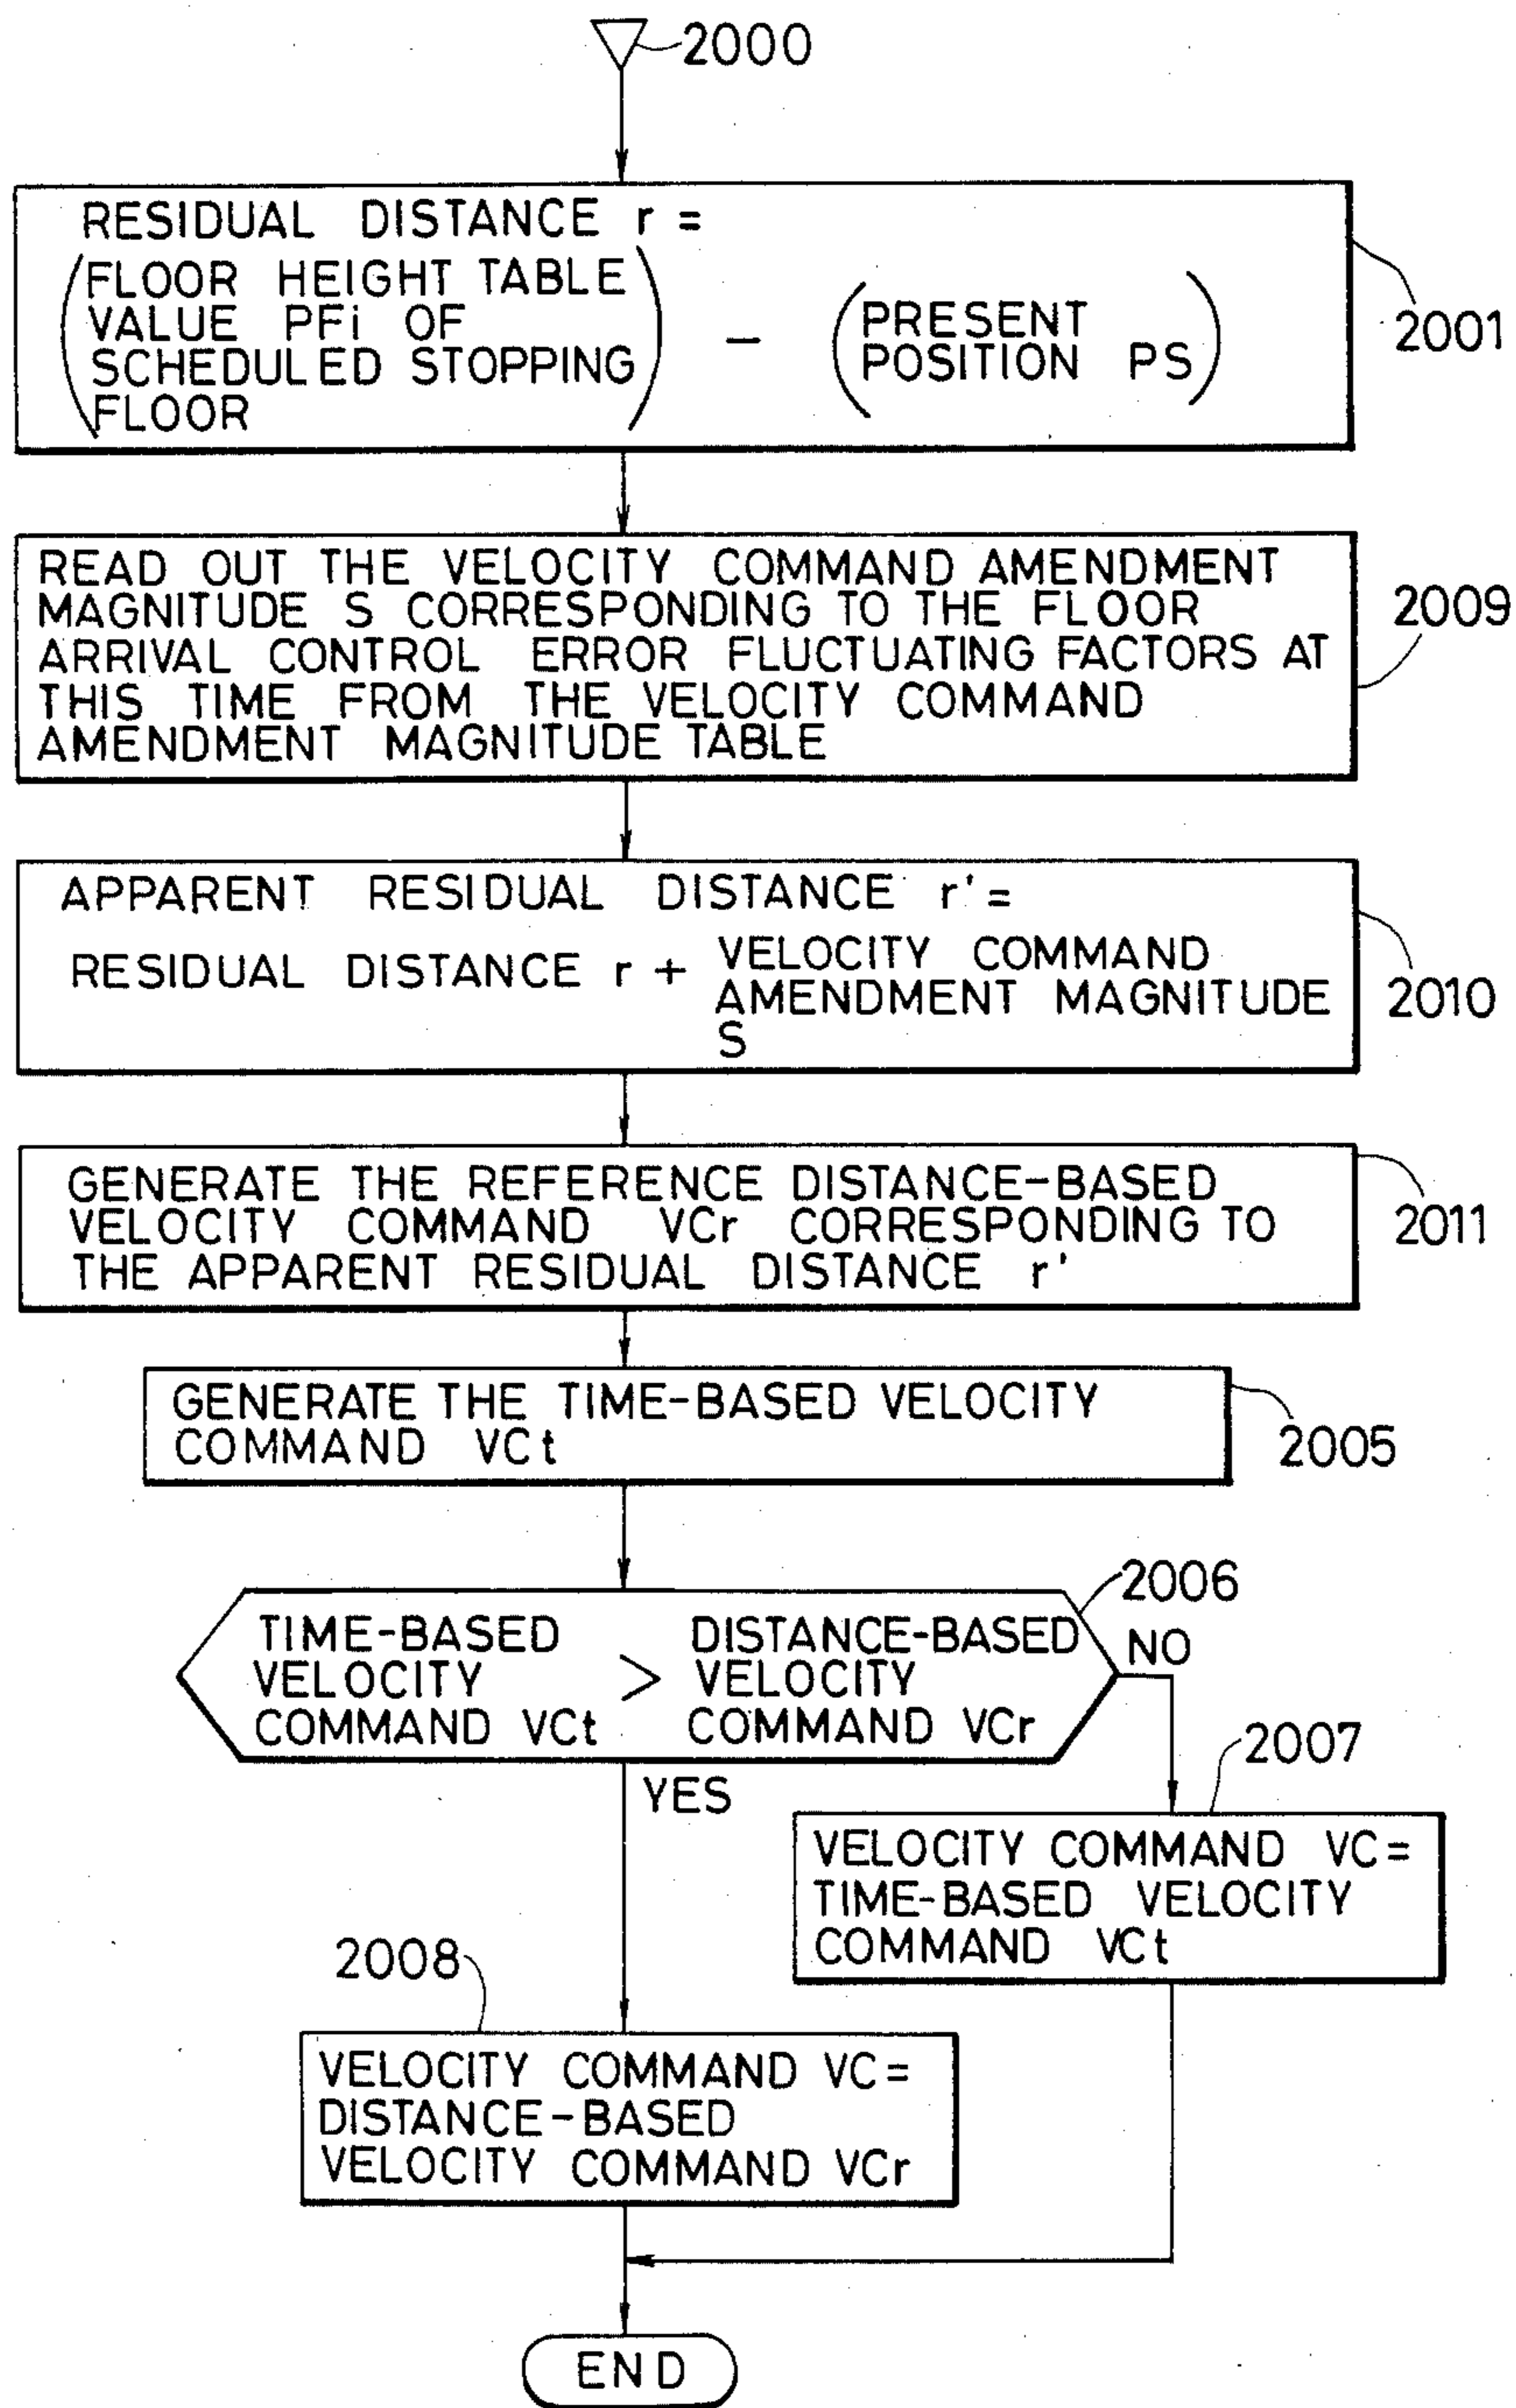 2000
RESIDUAL DISTANCE r =
(FLOOR HEIGHT TABLE
VALUE PFi OF
SCHEDULED STOPPING
FLOOR)
−
(PRESENT
POSITION PS)
2001
READ OUT THE VELOCITY COMMAND AMENDMENT
MAGNITUDE S CORRESPONDING TO THE FLOOR
ARRIVAL CONTROL ERROR FLUCTUATING FACTORS AT
THIS TIME FROM THE VELOCITY COMMAND
AMENDMENT MAGNITUDE TABLE
2009
APPARENT RESIDUAL DISTANCE r' =
RESIDUAL DISTANCE r +
VELOCITY COMMAND
AMENDMENT MAGNITUDE
S
2010
GENERATE THE REFERENCE DISTANCE-BASED
VELOCITY COMMAND VCr CORRESPONDING TO
THE APPARENT RESIDUAL DISTANCE r'
2011
GENERATE THE TIME-BASED VELOCITY
COMMAND VCt
2005
2006
TIME-BASED
VELOCITY
COMMAND VCt
>
DISTANCE-BASED
VELOCITY
COMMAND VCr
NO
YES
2007
VELOCITY COMMAND VC =
TIME-BASED VELOCITY
COMMAND VCt
2008
VELOCITY COMMAND VC =
DISTANCE-BASED
VELOCITY COMMAND VCr
END